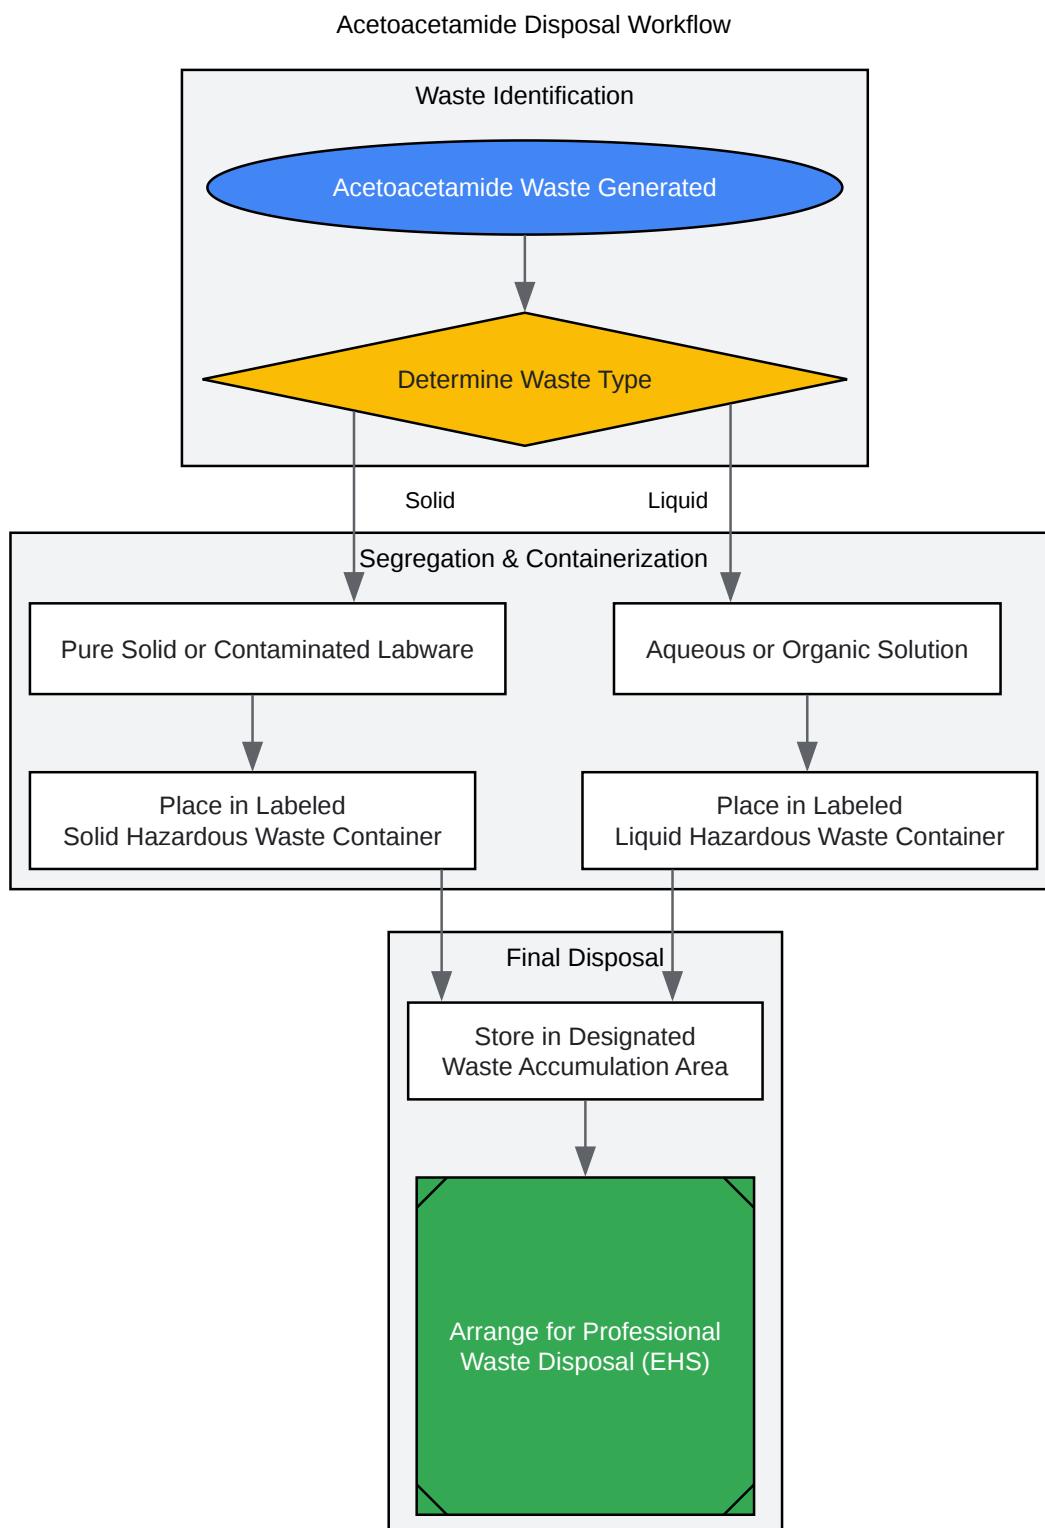 Acetoacetamide Disposal Workflow
Waste Identification
Acetoacetamide Waste Generated
Determine Waste Type
Solid
Liquid
Segregation & Containerization
Pure Solid or Contaminated Labware
Aqueous or Organic Solution
Place in Labeled
Solid Hazardous Waste Container
Place in Labeled
Liquid Hazardous Waste Container
Final Disposal
Store in Designated
Waste Accumulation Area
Arrange for Professional
Waste Disposal (EHS)